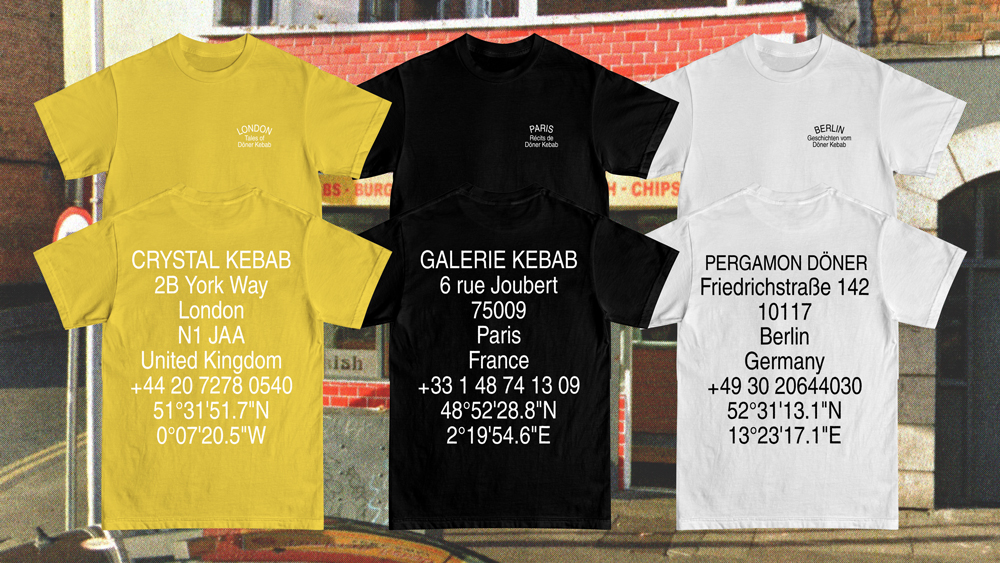 LONDON
Tales of
Döner Kebab
PARIS
Récits de
Döner Kebab
BERLIN
Geschichten vom
Döner Kebab
BS · BURG
H · CHIPS
CRYSTAL KEBAB
2B York Way
London
N1 JAA
United Kingdom
+44 20 7278 0540
51°31'51.7"N
0°07'20.5"W
GALERIE KEBAB
6 rue Joubert
75009
Paris
France
+33 1 48 74 13 09
48°52'28.8"N
2°19'54.6"E
PERGAMON DÖNER
Friedrichstraße 142
10117
Berlin
Germany
+49 30 20644030
52°31'13.1"N
13°23'17.1"E
ish